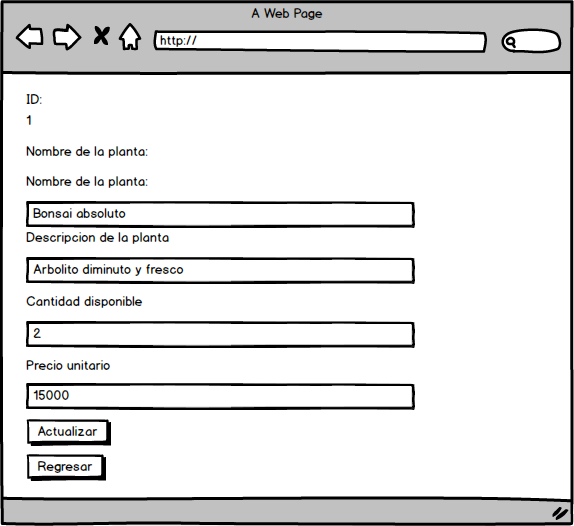 A Web Page
http://
ID:
1
Nombre de la planta:
Nombre de la planta:
Bonsai absoluto
Descripcion de la planta
Arbolito diminuto y fresco
Cantidad disponible
2
Precio unitario
15000
Actualizar
Regresar